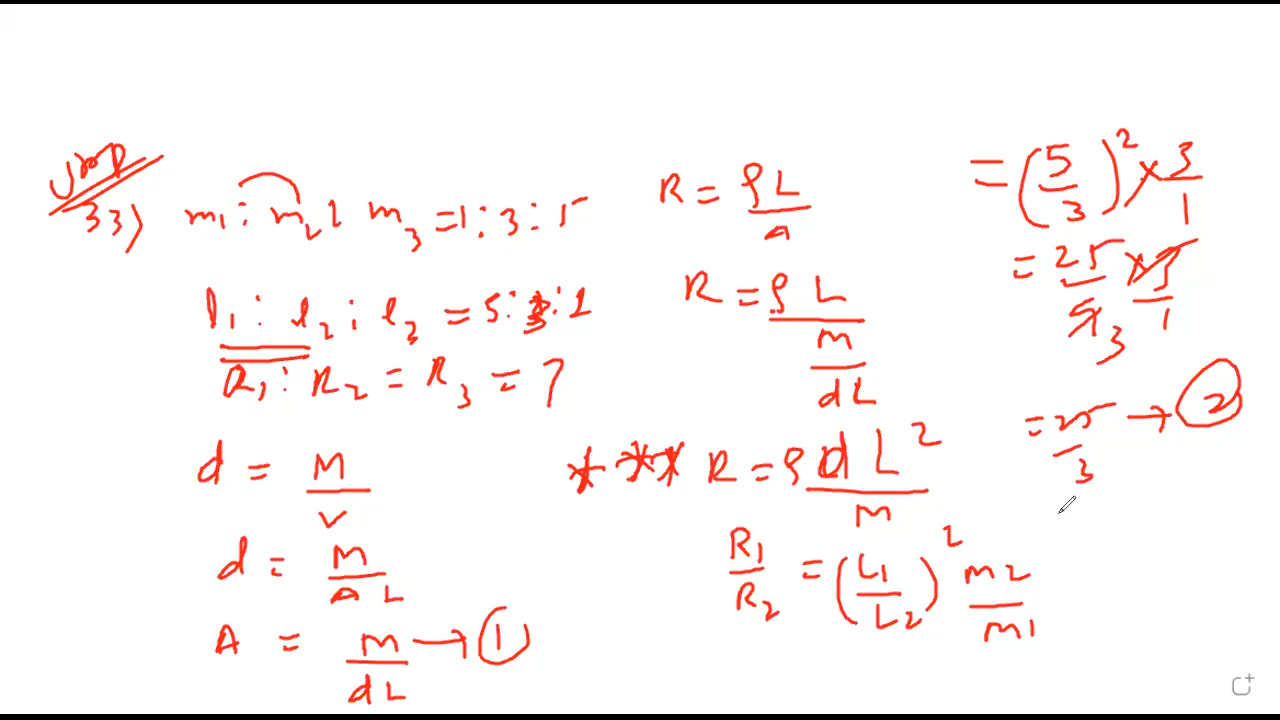 Imp
33) m1 : m2 : m3 = 1 : 3 : 5
l1 : l2 : l3 = 5 : 3 : 1
R1 : R2 = R3 = ?
d = M/V
d = M/AL
A = m/dL → ①
R = ρL/A
R = ρL/(m/dL)
*** R = ρdL²/m
R1/R2 = (L1/L2)² m2/m1
= (5/3)² × 3/1
= 25/9 3 × 3/1
= 25/3 → ②